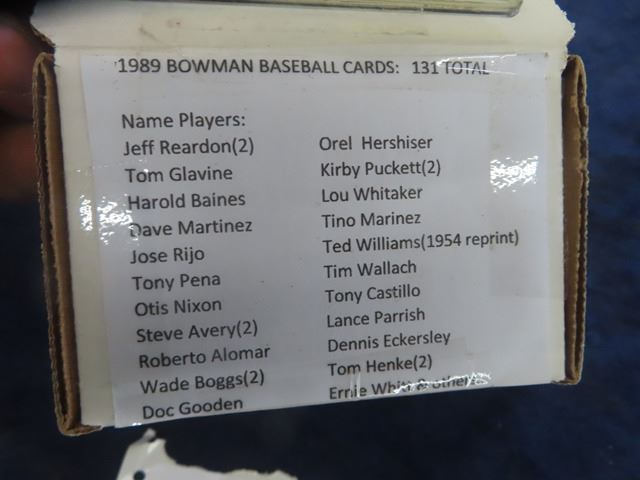 1989 BOWMAN BASEBALL CARDS: 131 TOTAL
Name Players:
Jeff Reardon(2)
Tom Glavine
Harold Baines
Dave Martinez
Jose Rijo
Tony Pena
Otis Nixon
Steve Avery(2)
Roberto Alomar
Wade Boggs(2)
Doc Gooden
Orel Hershiser
Kirby Puckett(2)
Lou Whitaker
Tino Marinez
Ted Williams(1954 reprint)
Tim Wallach
Tony Castillo
Lance Parrish
Dennis Eckersley
Tom Henke(2)
Ernie Whitt & others